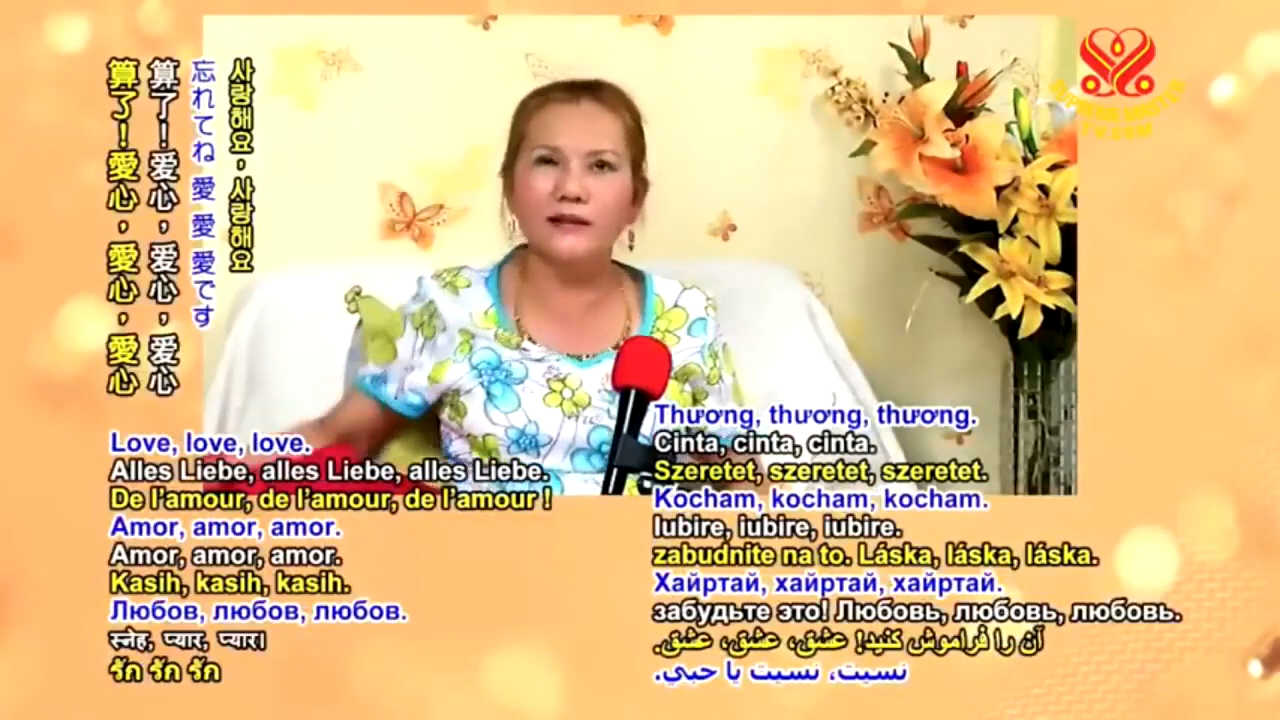 算了！愛心，愛心，愛心
算了！爱心，爱心，爱心
忘れてね 愛 愛 愛です
사랑해요, 사랑해요
SUPREME MASTER
TV.COM
Love, love, love.
Alles Liebe, alles Liebe, alles Liebe.
De l'amour, de l'amour, de l'amour !
Amor, amor, amor.
Amor, amor, amor.
Kasih, kasih, kasih.
Любов, любов, любов.
स्नेह, प्यार, प्यार।
รัก รัก รัก
Thương, thương, thương.
Cinta, cinta, cinta.
Szeretet, szeretet, szeretet.
Kocham, kocham, kocham.
Iubire, iubire, iubire.
zabudnite na to. Láska, láska, láska.
Хайртай, хайртай, хайртай.
забудьте это! Любовь, любовь, любовь.
آن را فراموش کنید! عشق، عشق، عشق.
نسيت، نسيت يا حبي.